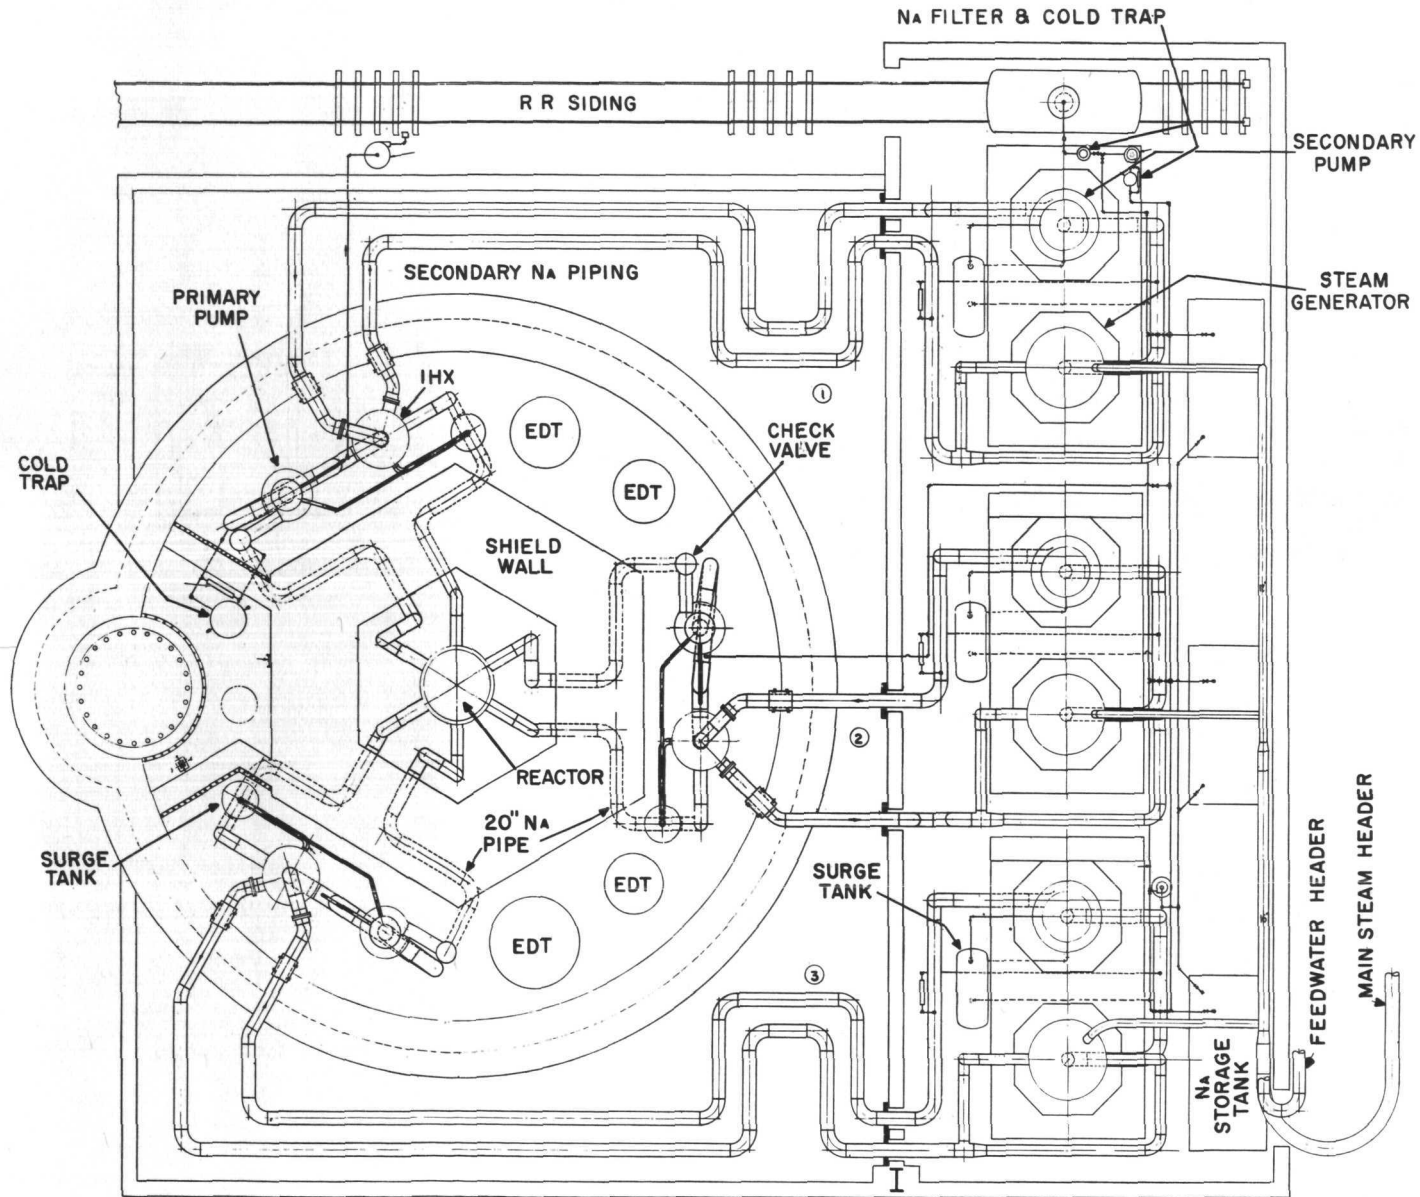 NA FILTER & COLD TRAP
R R SIDING
SECONDARY
PUMP
SECONDARY NA PIPING
STEAM
GENERATOR
PRIMARY
PUMP
IHX
①
EDT
CHECK
VALVE
COLD
TRAP
EDT
SHIELD
WALL
②
REACTOR
20" NA
PIPE
SURGE
TANK
EDT
SURGE
TANK
EDT
③
NA
STORAGE
TANK
FEEDWATER HEADER
MAIN STEAM HEADER
I